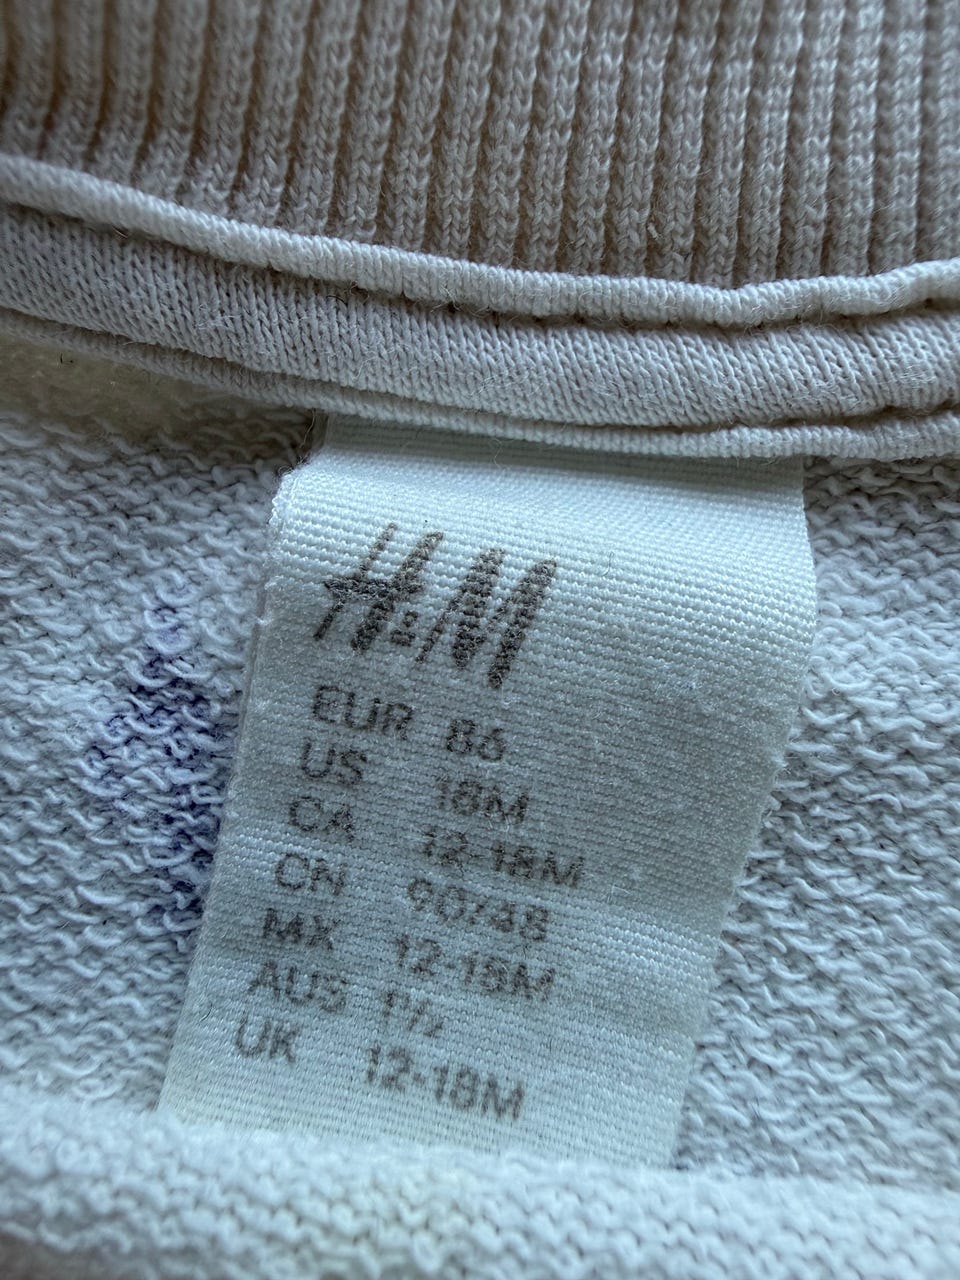 H&M
EUR 86
US 18M
CA 12-18M
CN 90/48
MX 12-18M
AUS 1½
UK 12-18M